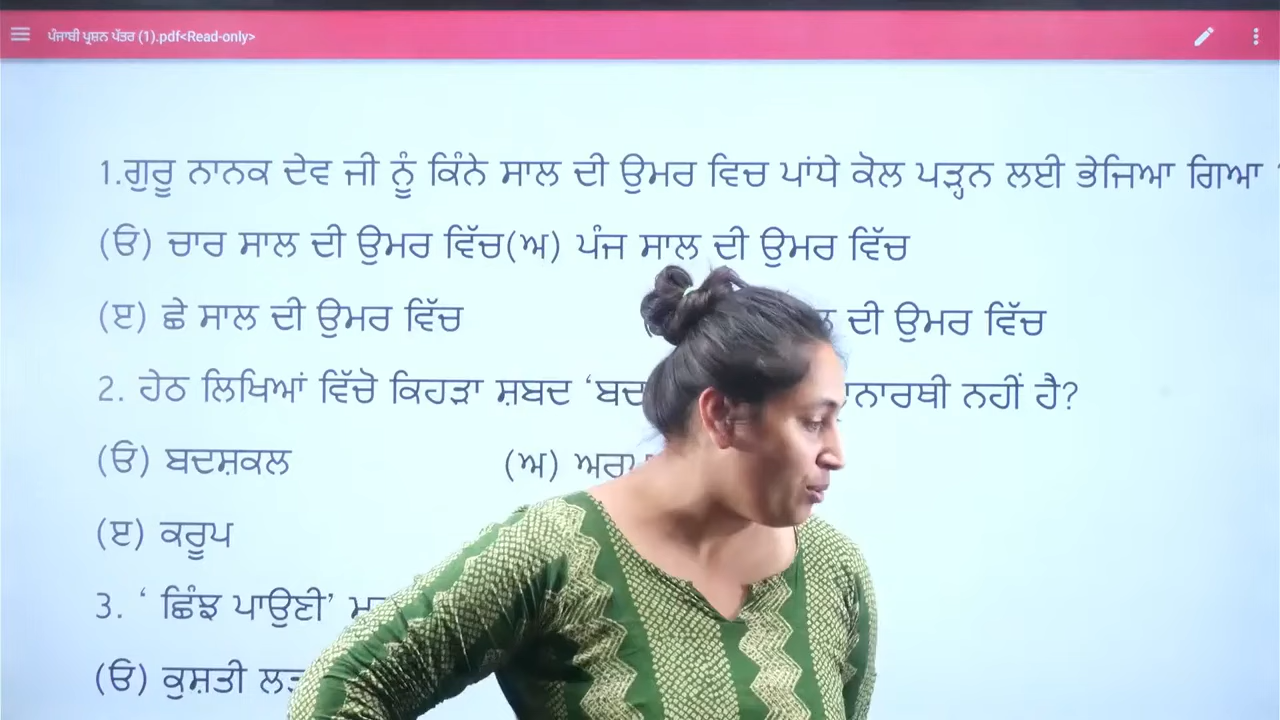 ਪੰਜਾਬੀ ਪ੍ਰਸ਼ਨ ਪੱਤਰ (1).pdf<Read-only>
1.ਗੁਰੂ ਨਾਨਕ ਦੇਵ ਜੀ ਨੂੰ ਕਿੰਨੇ ਸਾਲ ਦੀ ਉਮਰ ਵਿਚ ਪਾਂਧੇ ਕੋਲ ਪੜ੍ਹਨ ਲਈ ਭੇਜਿਆ ਗਿਆ
(ੳ) ਚਾਰ ਸਾਲ ਦੀ ਉਮਰ ਵਿੱਚ(ਅ) ਪੰਜ ਸਾਲ ਦੀ ਉਮਰ ਵਿੱਚ
(ੲ) ਛੇ ਸਾਲ ਦੀ ਉਮਰ ਵਿੱਚ ਦੀ ਉਮਰ ਵਿੱਚ
2. ਹੇਠ ਲਿਖਿਆਂ ਵਿੱਚੋ ਕਿਹੜਾ ਸ਼ਬਦ ਨਹੀਂ ਹੈ?
(ੳ) ਬਦਸ਼ਕਲ (ਅ)
(ੲ) ਕਰੂਪ
3. ‘ ਛਿੰਝ ਪਾਉਣੀ’
(ੳ) ਕੁਸ਼ਤੀ